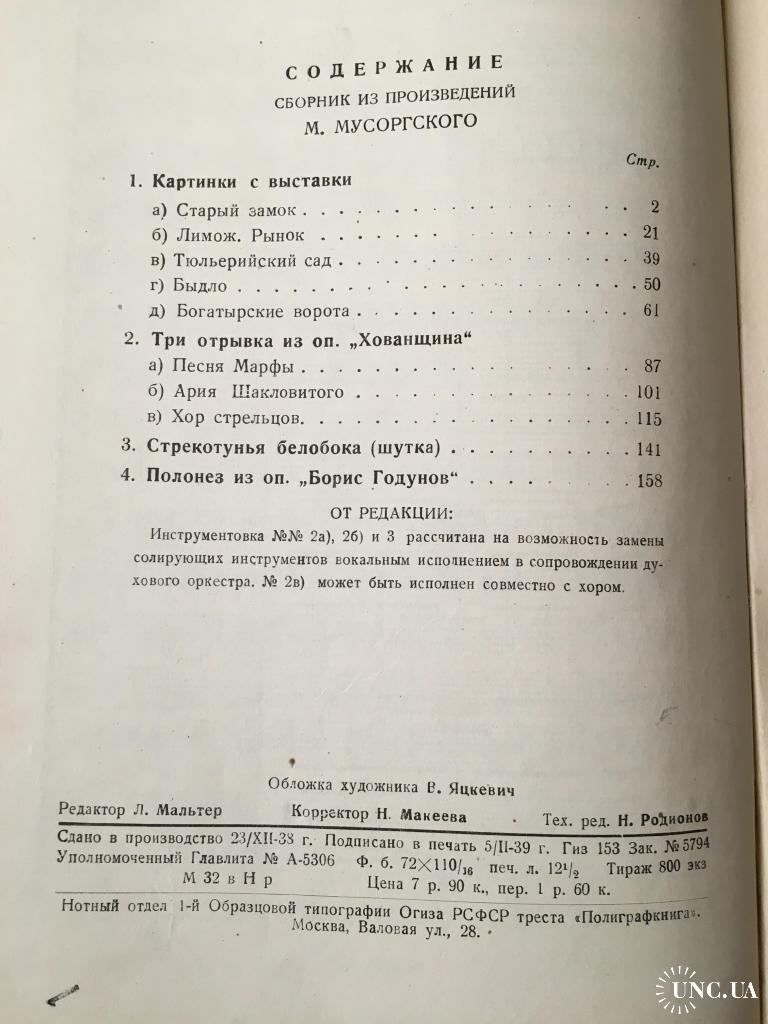 СОДЕРЖАНИЕ
СБОРНИК ИЗ ПРОИЗВЕДЕНИЙ
М. МУСОРГСКОГО
Стр.
1. Картинки с выставки
а) Старый замок . . . . . . . . . . . . . . 2
б) Лимож. Рынок . . . . . . . . . . . . . . 21
в) Тюльерийский сад . . . . . . . . . . . . . . 39
г) Быдло . . . . . . . . . . . . . . . . . . 50
д) Богатырские ворота . . . . . . . . . . . . . 61
2. Три отрывка из оп. „Хованщина“
а) Песня Марфы . . . . . . . . . . . . . . . 87
б) Ария Шакловитого . . . . . . . . . . . . . 101
в) Хор стрельцов. . . . . . . . . . . . . . . 115
3. Стрекотунья белобока (шутка) . . . . . . . . . 141
4. Полонез из оп. „Борис Годунов“ . . . . . . . . 158
ОТ РЕДАКЦИИ:
Инструментовка №№ 2а), 2б) и 3 рассчитана на возможность замены
солирующих инструментов вокальным исполнением в сопровождении ду-
хового оркестра. № 2в) может быть исполнен совместно с хором.
Обложка художника В. Яцкевич
Редактор Л. Мальтер Корректор Н. Макеева Тех. ред. Н. Родионов
Сдано в производство 23/XII-38 г. Подписано в печать 5/II-39 г. Гиз 153 Зак. № 5794
Уполномоченный Главлита № А-5306 Ф. б. 72×110/16 печ. л. 12½ Тираж 800 экз
М 32 в Н р Цена 7 р. 90 к., пер. 1 р. 60 к.
Нотный отдел 1-й Образцовой типографии Огиза РСФСР треста «Полиграфкнига».
Москва, Валовая ул., 28.
UNC.UA